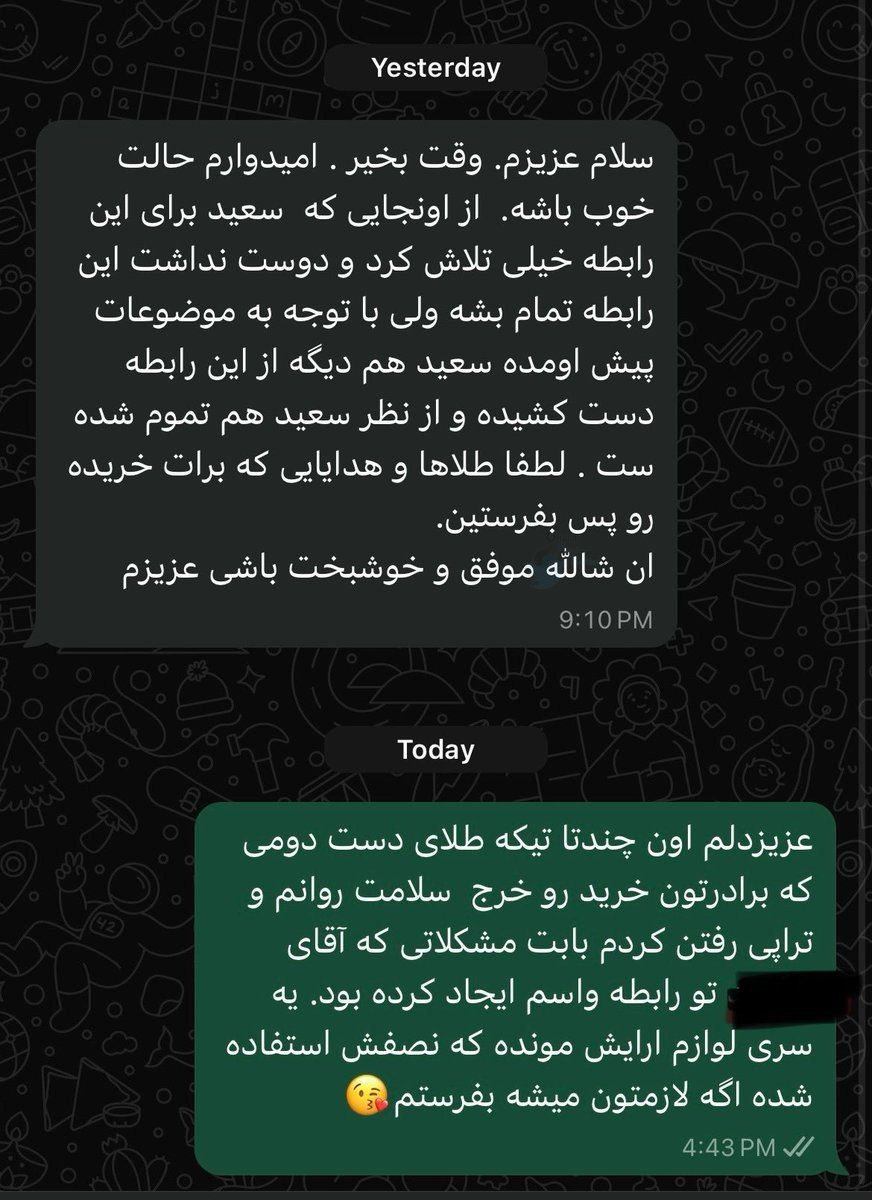 Yesterday
سلام عزیزم. وقت بخیر . امیدوارم حالت
خوب باشه. از اونجایی که سعید برای این
رابطه خیلی تلاش کرد و دوست نداشت این
رابطه تمام بشه ولی با توجه به موضوعات
پیش اومده سعید هم دیگه از این رابطه
دست کشیده و از نظر سعید هم تموم شده
ست . لطفا طلاها و هدایایی که برات خریده
رو پس بفرستین.
ان شالله موفق و خوشبخت باشی عزیزم
9:10 PM
Today
عزیزدلم اون چندتا تیکه طلای دست دومی
که برادرتون خرید رو خرج سلامت روانم و
تراپی رفتن کردم بابت مشکلاتی که آقای
تو رابطه واسم ایجاد کرده بود. یه
سری لوازم ارایش مونده که نصفش استفاده
شده اگه لازمتون میشه بفرستم😘
4:43 PM